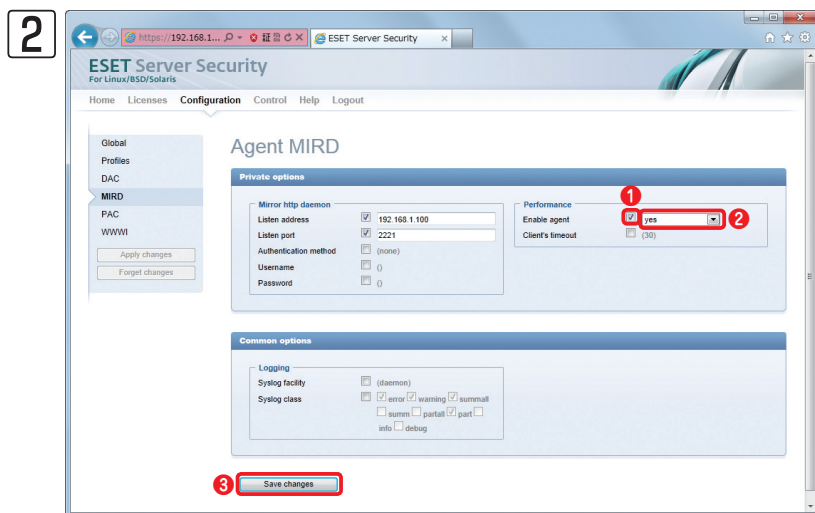 2
https://192.168.1...
ESET Server Security
ESET Server Security
For Linux/BSD/Solaris
Home Licenses Configuration Control Help Logout
Global
Profiles
DAC
MIRD
PAC
WWWI
Apply changes
Forget changes
Agent MIRD
Private options
Mirror http daemon
Listen address 192.168.1.100
Listen port 2221
Authentication method (none)
Username ()
Password ()
Performance
1
Enable agent yes 2
Client's timeout (30)
Common options
Logging
Syslog facility (daemon)
Syslog class error warning summall
summ partall part
info debug
3 Save changes